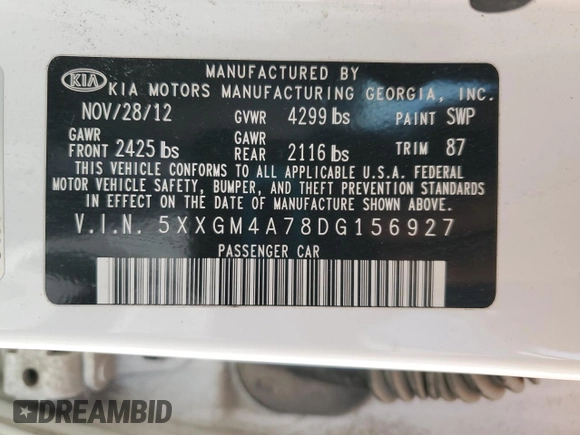 MANUFACTURED BY
KIA
KIA MOTORS MANUFACTURING GEORGIA, INC.
NOV/28/12 GVWR 4299 lbs PAINT SWP
GAWR FRONT 2425 lbs GAWR REAR 2116 lbs TRIM 87
THIS VEHICLE CONFORMS TO ALL APPLICABLE U.S.A. FEDERAL
MOTOR VEHICLE SAFETY, BUMPER, AND THEFT PREVENTION STANDARDS
IN EFFECT ON THE DATE OF MANUFACTURE SHOWN ABOVE.
V.I.N. 5XXGM4A78DG156927
PASSENGER CAR
DREAMBID